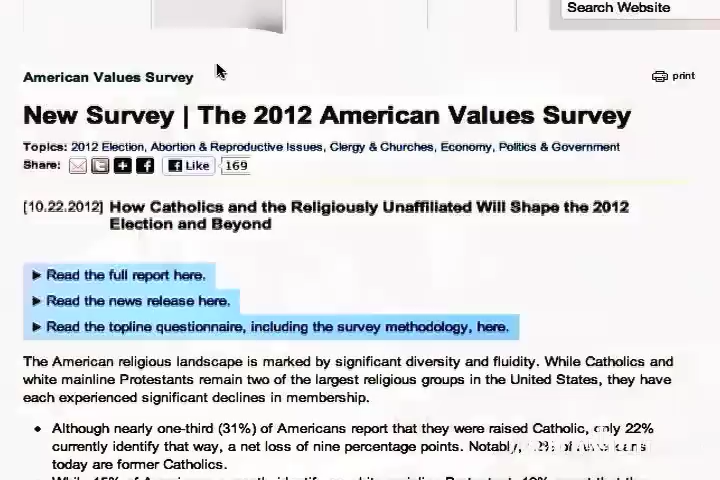 Search Website
American Values Survey
print
New Survey | The 2012 American Values Survey
Topics: 2012 Election, Abortion & Reproductive Issues, Clergy & Churches, Economy, Politics & Government
Share: Like 169
[10.22.2012] How Catholics and the Religiously Unaffiliated Will Shape the 2012
Election and Beyond
► Read the full report here.
► Read the news release here.
► Read the topline questionnaire, including the survey methodology, here.
The American religious landscape is marked by significant diversity and fluidity. While Catholics and
white mainline Protestants remain two of the largest religious groups in the United States, they have
each experienced significant declines in membership.
• Although nearly one-third (31%) of Americans report that they were raised Catholic, only 22%
currently identify that way, a net loss of nine percentage points. Notably, of
today are former Catholics.